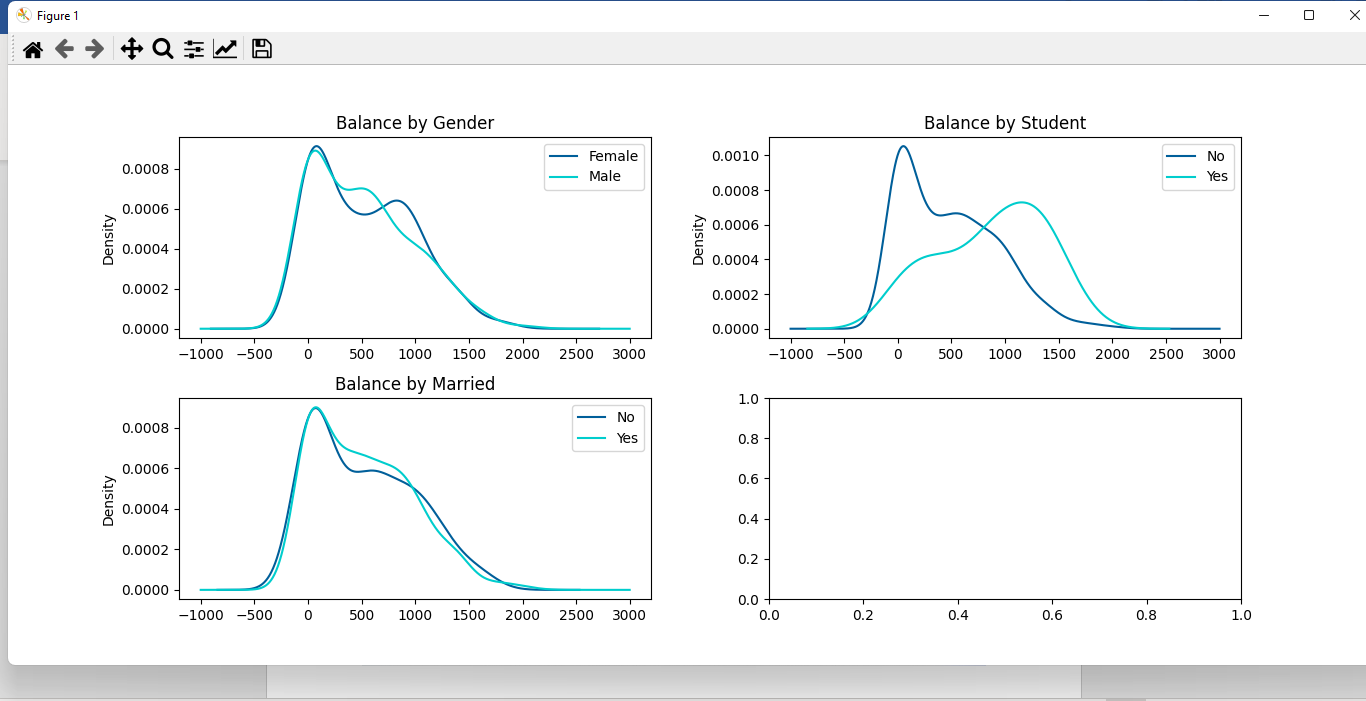 Figure 1
Balance by Gender
Density
0.0008
0.0006
0.0004
0.0002
0.0000
−1000 −500 0 500 1000 1500 2000 2500 3000
Female
Male
Balance by Student
Density
0.0010
0.0008
0.0006
0.0004
0.0002
0.0000
−1000 −500 0 500 1000 1500 2000 2500 3000
No
Yes
Balance by Married
Density
0.0008
0.0006
0.0004
0.0002
0.0000
−1000 −500 0 500 1000 1500 2000 2500 3000
No
Yes
1.0
0.8
0.6
0.4
0.2
0.0
0.0 0.2 0.4 0.6 0.8 1.0